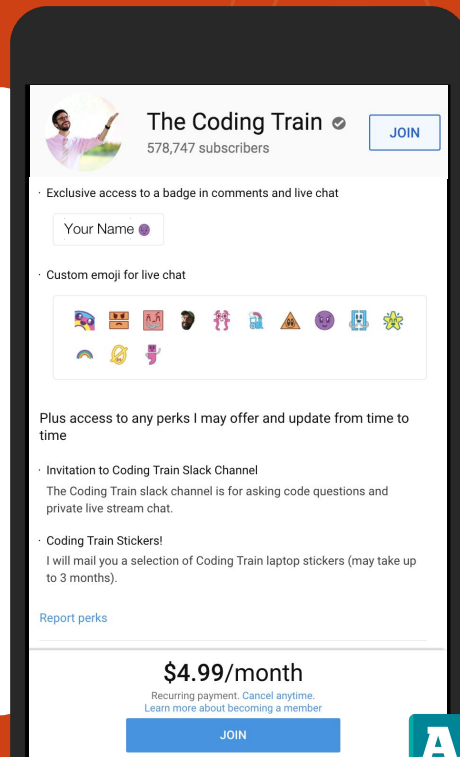 The Coding Train
578,747 subscribers
JOIN
· Exclusive access to a badge in comments and live chat
Your Name
· Custom emoji for live chat
Plus access to any perks I may offer and update from time to
time
· Invitation to Coding Train Slack Channel
The Coding Train slack channel is for asking code questions and
private live stream chat.
· Coding Train Stickers!
I will mail you a selection of Coding Train laptop stickers (may take up
to 3 months).
Report perks
$4.99/month
Recurring payment. Cancel anytime.
Learn more about becoming a member
JOIN
A